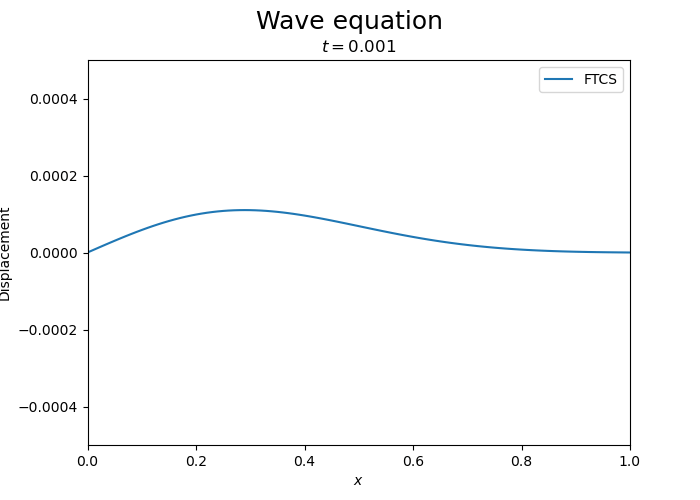 Wave equation
t = 0.001
FTCS
0.0004
0.0002
0.0000
−0.0002
−0.0004
Displacement
0.0 0.2 0.4 0.6 0.8 1.0
x